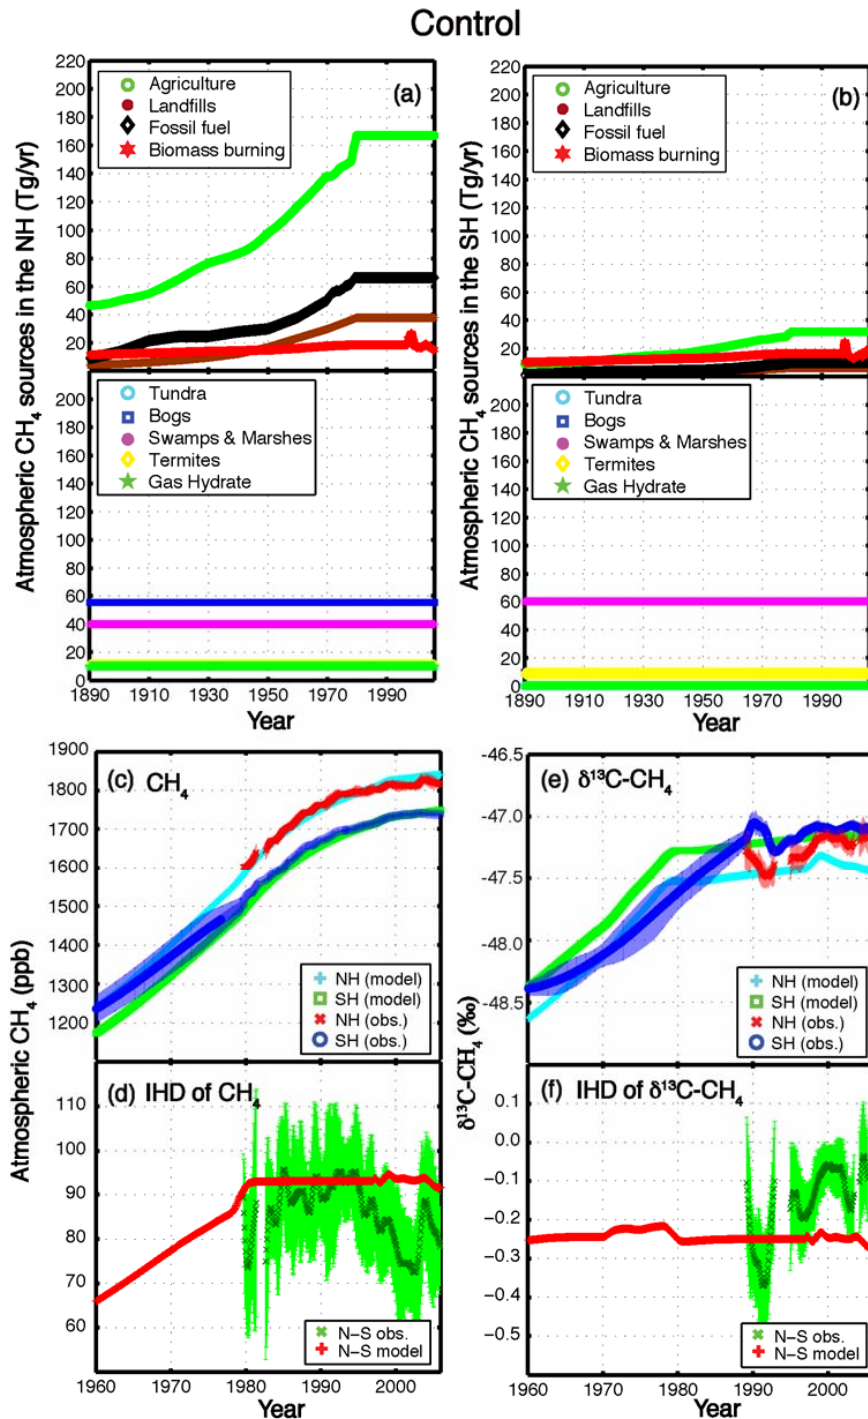 Control
Atmospheric CH₄ sources in the NH (Tg/yr)
220
200
180
160
140
120
100
80
60
40
20
Agriculture
Landfills
Fossil fuel
Biomass burning
(a)
200
180
160
140
120
100
80
60
40
20
0
Tundra
Bogs
Swamps & Marshes
Termites
Gas Hydrate
1890 1910 1930 1950 1970 1990
Year
Atmospheric CH₄ sources in the SH (Tg/yr)
220
200
180
160
140
120
100
80
60
40
20
Agriculture
Landfills
Fossil fuel
Biomass burning
(b)
200
180
160
140
120
100
80
60
40
20
0
Tundra
Bogs
Swamps & Marshes
Termites
Gas Hydrate
1890 1910 1930 1950 1970 1990
Year
Atmospheric CH₄ (ppb)
1900
1800
1700
1600
1500
1400
1300
1200
(c) CH₄
NH (model)
SH (model)
NH (obs.)
SH (obs.)
110
100
90
80
70
60
(d) IHD of CH₄
N-S obs.
N-S model
1960 1970 1980 1990 2000
Year
δ¹³C-CH₄ (‰)
-46.5
-47.0
-47.5
-48.0
-48.5
(e) δ¹³C-CH₄
NH (model)
SH (model)
NH (obs.)
SH (obs.)
0.1
0.0
-0.1
-0.2
-0.3
-0.4
-0.5
(f) IHD of δ¹³C-CH₄
N-S obs.
N-S model
1960 1970 1980 1990 2000
Year